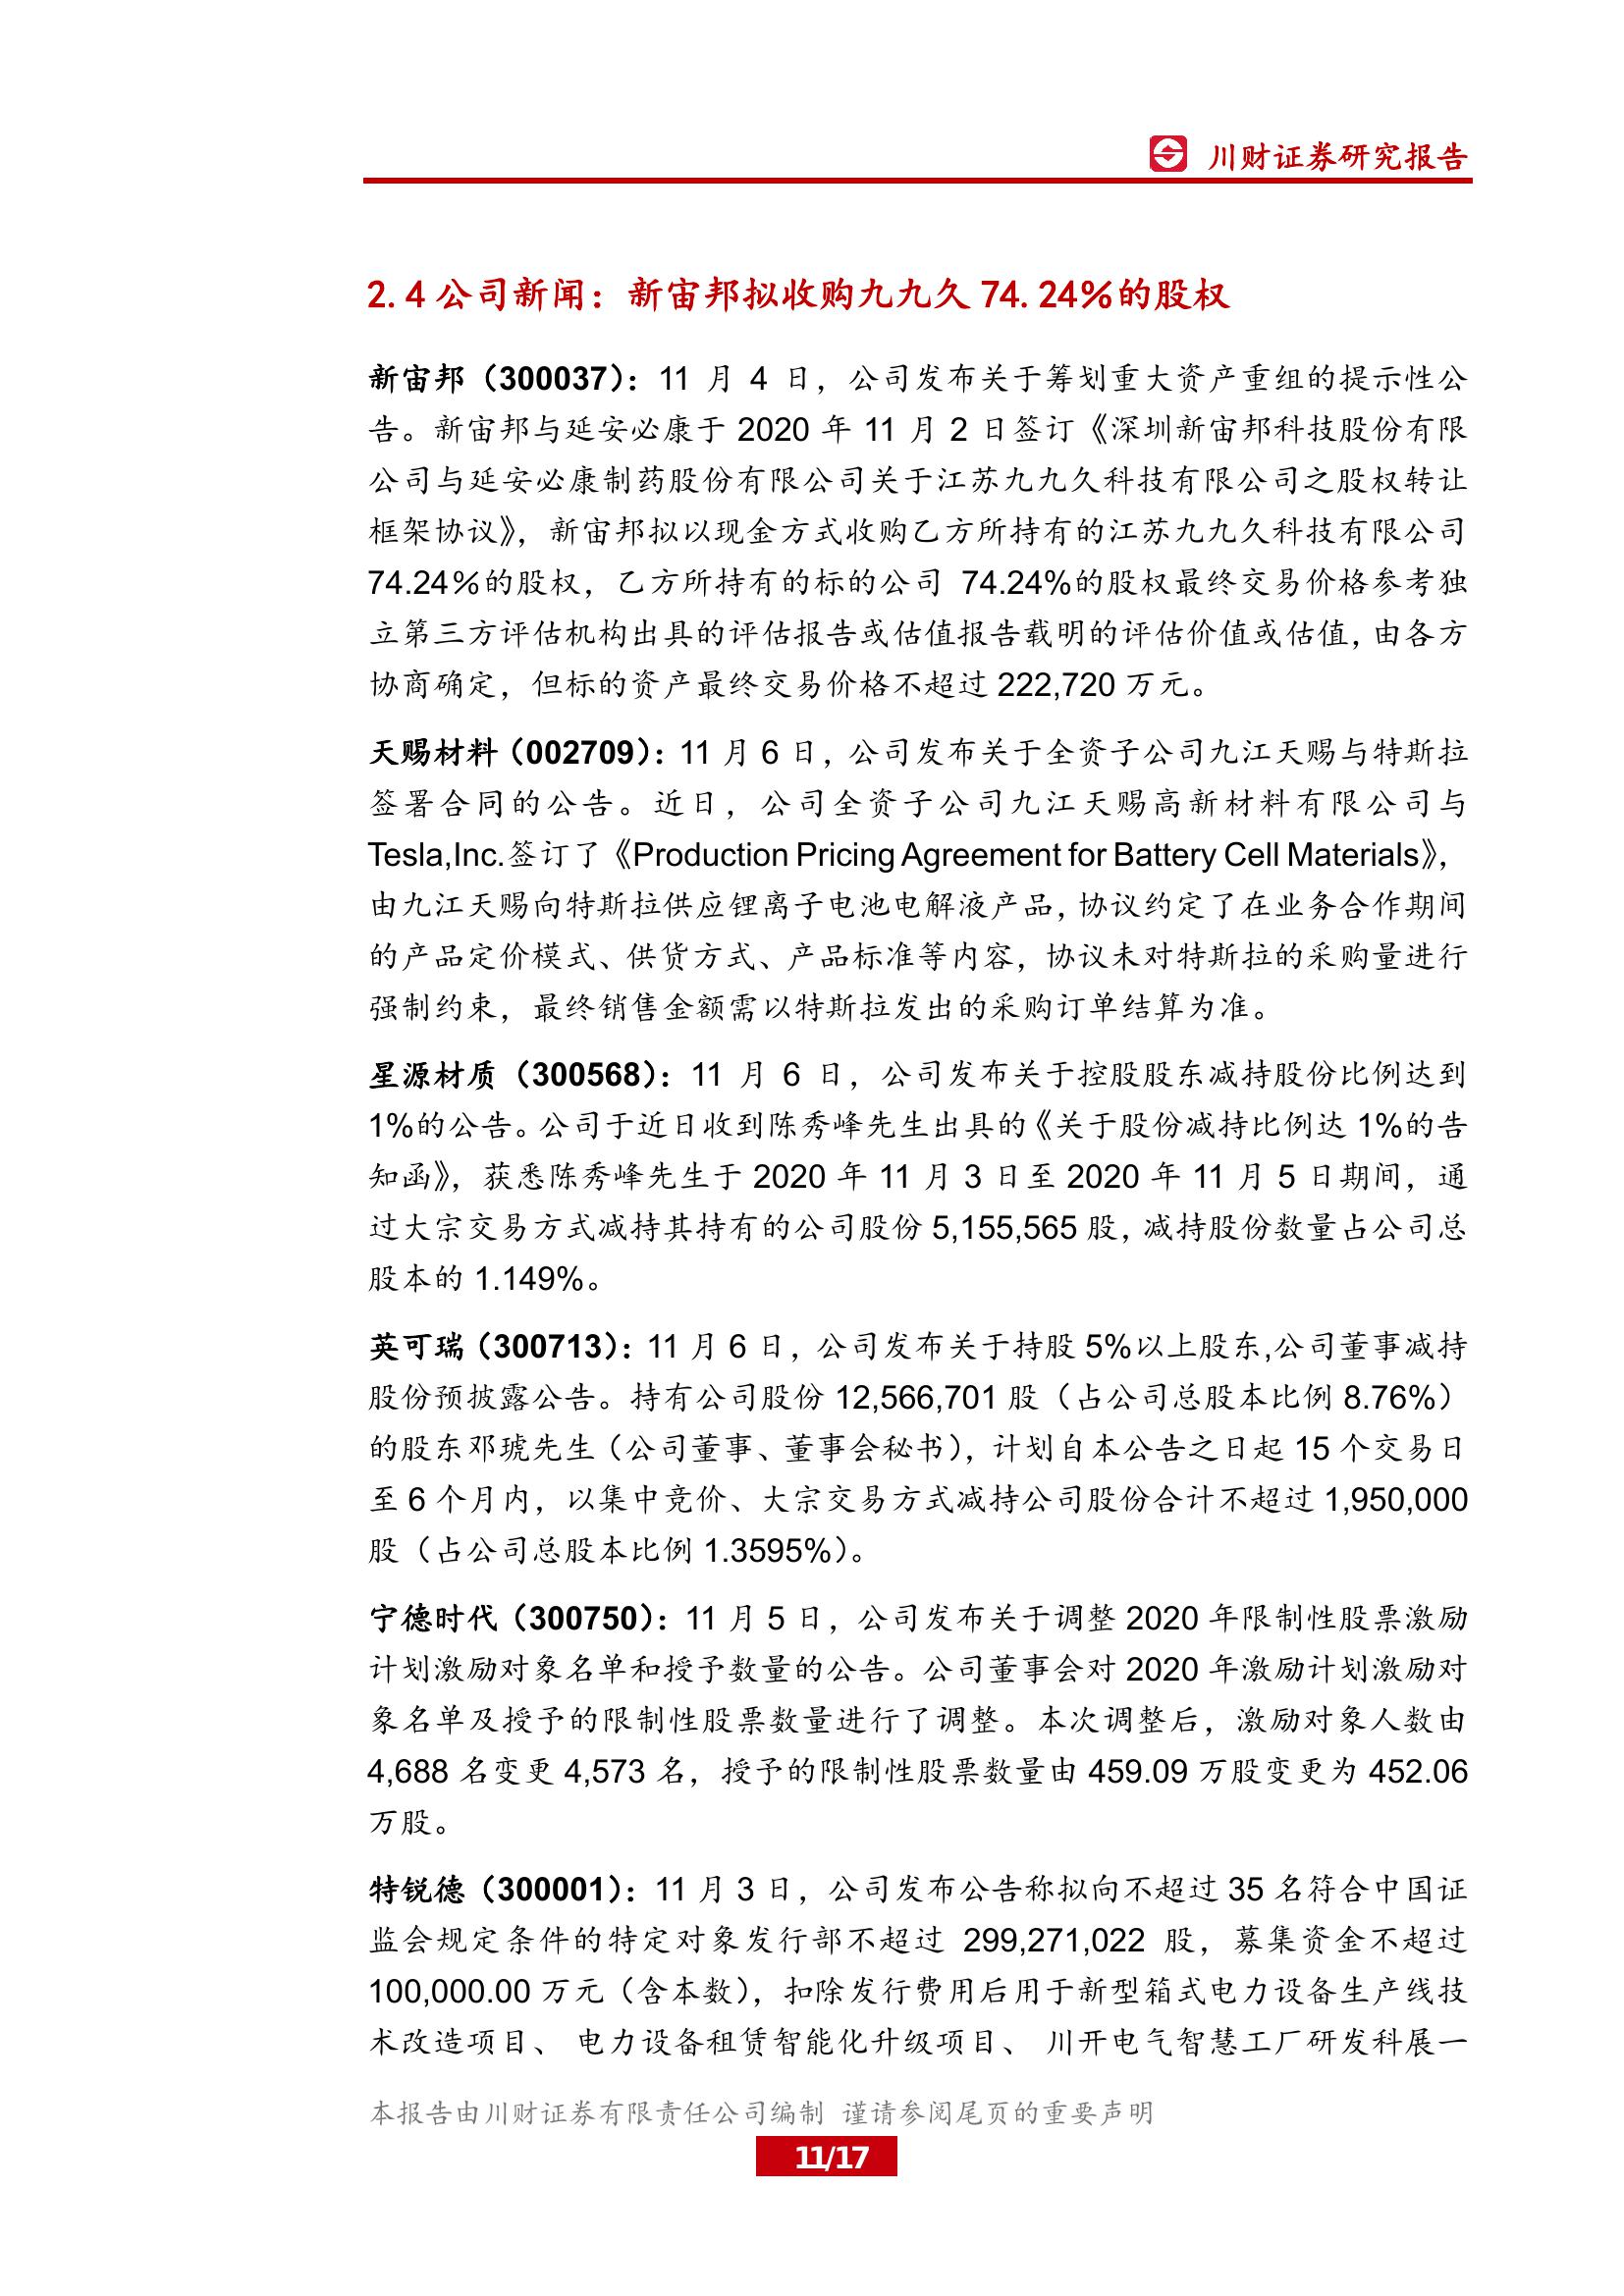 川财证券研究报告
2.4 公司新闻：新宙邦拟收购九九久 74.24%的股权
新宙邦（300037）：11 月 4 日，公司发布关于筹划重大资产重组的提示性公
告。新宙邦与延安必康于 2020 年 11 月 2 日签订《深圳新宙邦科技股份有限
公司与延安必康制药股份有限公司关于江苏九九久科技有限公司之股权转让
框架协议》，新宙邦拟以现金方式收购乙方所持有的江苏九九久科技有限公司
74.24%的股权，乙方所持有的标的公司 74.24%的股权最终交易价格参考独
立第三方评估机构出具的评估报告或估值报告载明的评估价值或估值，由各方
协商确定，但标的资产最终交易价格不超过 222,720 万元。
天赐材料（002709）：11 月 6 日，公司发布关于全资子公司九江天赐与特斯拉
签署合同的公告。近日，公司全资子公司九江天赐高新材料有限公司与
Tesla,Inc.签订了《Production Pricing Agreement for Battery Cell Materials》，
由九江天赐向特斯拉供应锂离子电池电解液产品，协议约定了在业务合作期间
的产品定价模式、供货方式、产品标准等内容，协议未对特斯拉的采购量进行
强制约束，最终销售金额需以特斯拉发出的采购订单结算为准。
星源材质（300568）：11 月 6 日，公司发布关于控股股东减持股份比例达到
1%的公告。公司于近日收到陈秀峰先生出具的《关于股份减持比例达 1%的告
知函》，获悉陈秀峰先生于 2020 年 11 月 3 日至 2020 年 11 月 5 日期间，通
过大宗交易方式减持其持有的公司股份 5,155,565 股，减持股份数量占公司总
股本的 1.149%。
英可瑞（300713）：11 月 6 日，公司发布关于持股 5%以上股东,公司董事减持
股份预披露公告。持有公司股份 12,566,701 股（占公司总股本比例 8.76%）
的股东邓琥先生（公司董事、董事会秘书），计划自本公告之日起 15 个交易日
至 6 个月内，以集中竞价、大宗交易方式减持公司股份合计不超过 1,950,000
股（占公司总股本比例 1.3595%）。
宁德时代（300750）：11 月 5 日，公司发布关于调整 2020 年限制性股票激励
计划激励对象名单和授予数量的公告。公司董事会对 2020 年激励计划激励对
象名单及授予的限制性股票数量进行了调整。本次调整后，激励对象人数由
4,688 名变更 4,573 名，授予的限制性股票数量由 459.09 万股变更为 452.06
万股。
特锐德（300001）：11 月 3 日，公司发布公告称拟向不超过 35 名符合中国证
监会规定条件的特定对象发行部不超过 299,271,022 股，募集资金不超过
100,000.00 万元（含本数），扣除发行费用后用于新型箱式电力设备生产线技
术改造项目、 电力设备租赁智能化升级项目、 川开电气智慧工厂研发科展一
本报告由川财证券有限责任公司编制 谨请参阅尾页的重要声明
11/17